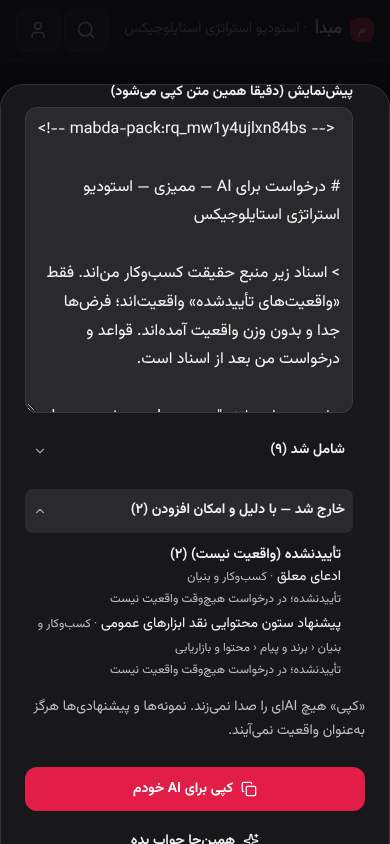 م مبدأ · استودیو استراتژی استایلوجیکس
پیش‌نمایش (دقیقا همین متن کپی می‌شود)
<!-- mabda-pack:rq_mw1y4ujlxn84bs -->
# درخواست برای AI — ممیزی — استودیو
استراتژی استایلوجیکس
> اسناد زیر منبع حقیقت کسب‌وکار من‌اند. فقط
«واقعیت‌های تأییدشده» واقعیت‌اند؛ فرض‌ها
جدا و بدون وزن واقعیت آمده‌اند. قواعد و
درخواست من بعد از اسناد است.
شامل شد (۹)
خارج شد — با دلیل و امکان افزودن (۲)
تأییدنشده (واقعیت نیست) (۲)
ادعای معلق · کسب‌وکار و بنیان
تأییدنشده؛ در درخواست هیچ‌وقت واقعیت نیست
پیشنهاد ستون محتوایی نقد ابزارهای عمومی · کسب‌وکار و
بنیان › برند و پیام › محتوا و بازاریابی
تأییدنشده؛ در درخواست هیچ‌وقت واقعیت نیست
«کپی» هیچ AIای را صدا نمی‌زند. نمونه‌ها و پیشنهادی‌ها هرگز
به‌عنوان واقعیت نمی‌آیند.
کپی برای AI خودم
همین‌جا جواب بده